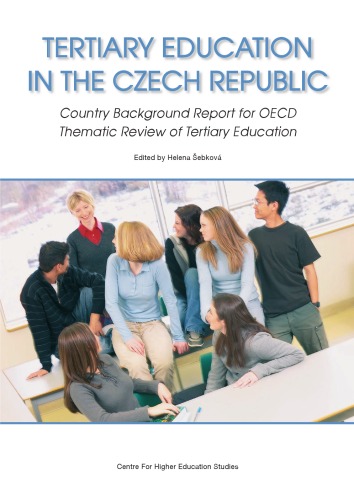 TERTIARY EDUCATION
IN THE CZECH REPUBLIC
Country Background Report for OECD
Thematic Review of Tertiary Education
Edited by Helena Šebková
Centre For Higher Education Studies